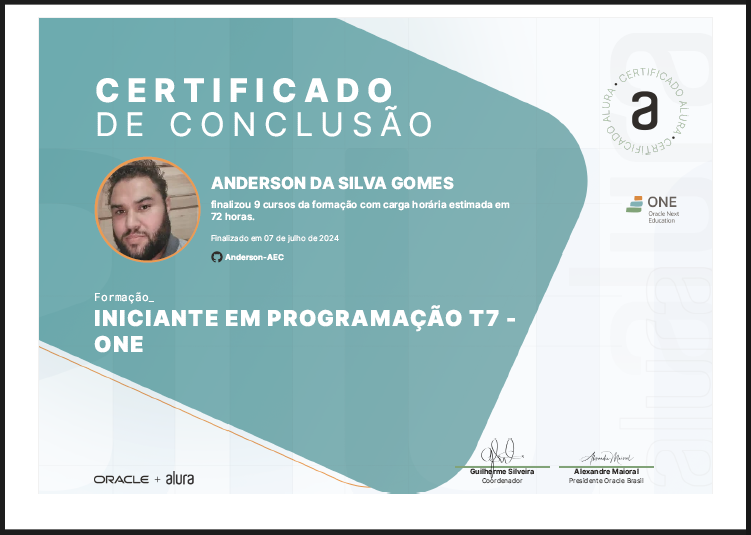 CERTIFICADO
DE CONCLUSÃO
CERTIFICADO ALURA • CERTIFICADO ALURA •
a
ANDERSON DA SILVA GOMES
finalizou 9 cursos da formação com carga horária estimada em
72 horas.
Finalizado em 07 de julho de 2024
Anderson-AEC
ONE
Oracle Next
Education
Formação_
INICIANTE EM PROGRAMAÇÃO T7 -
ONE
ORACLE + alura
Guilherme Silveira
Coordenador
Alexandre Maioral
Presidente Oracle Brasil